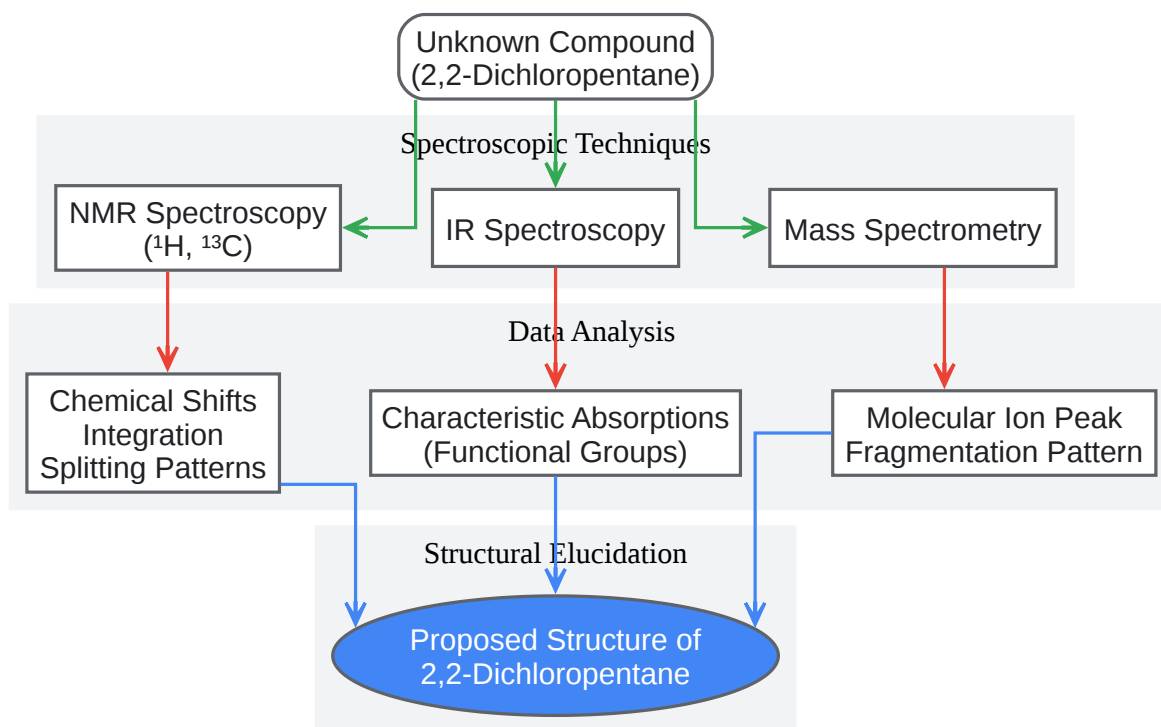 Unknown Compound
(2,2-Dichloropentane)
Spectroscopic Techniques
NMR Spectroscopy
(¹H, ¹³C)
IR Spectroscopy
Mass Spectrometry
Data Analysis
Chemical Shifts
Integration
Splitting Patterns
Characteristic Absorptions
(Functional Groups)
Molecular Ion Peak
Fragmentation Pattern
Structural Elucidation
Proposed Structure of
2,2-Dichloropentane